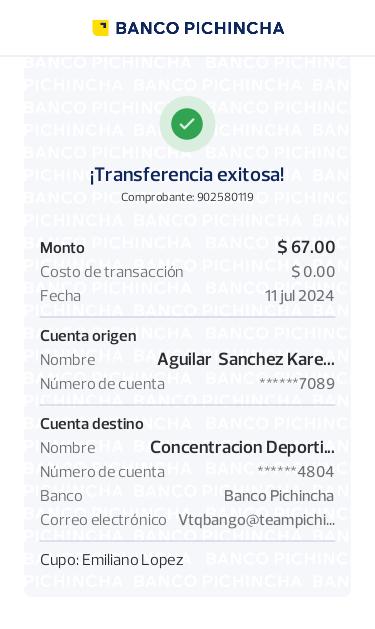 BANCO PICHINCHA
¡Transferencia exitosa!
Comprobante: 902580119
Monto $ 67.00
Costo de transacción $ 0.00
Fecha 11 jul 2024
Cuenta origen
Nombre Aguilar Sanchez Kare...
Número de cuenta ******7089
Cuenta destino
Nombre Concentracion Deporti...
Número de cuenta ******4804
Banco Banco Pichincha
Correo electrónico Vtqbango@teampichi...
Cupo: Emiliano Lopez